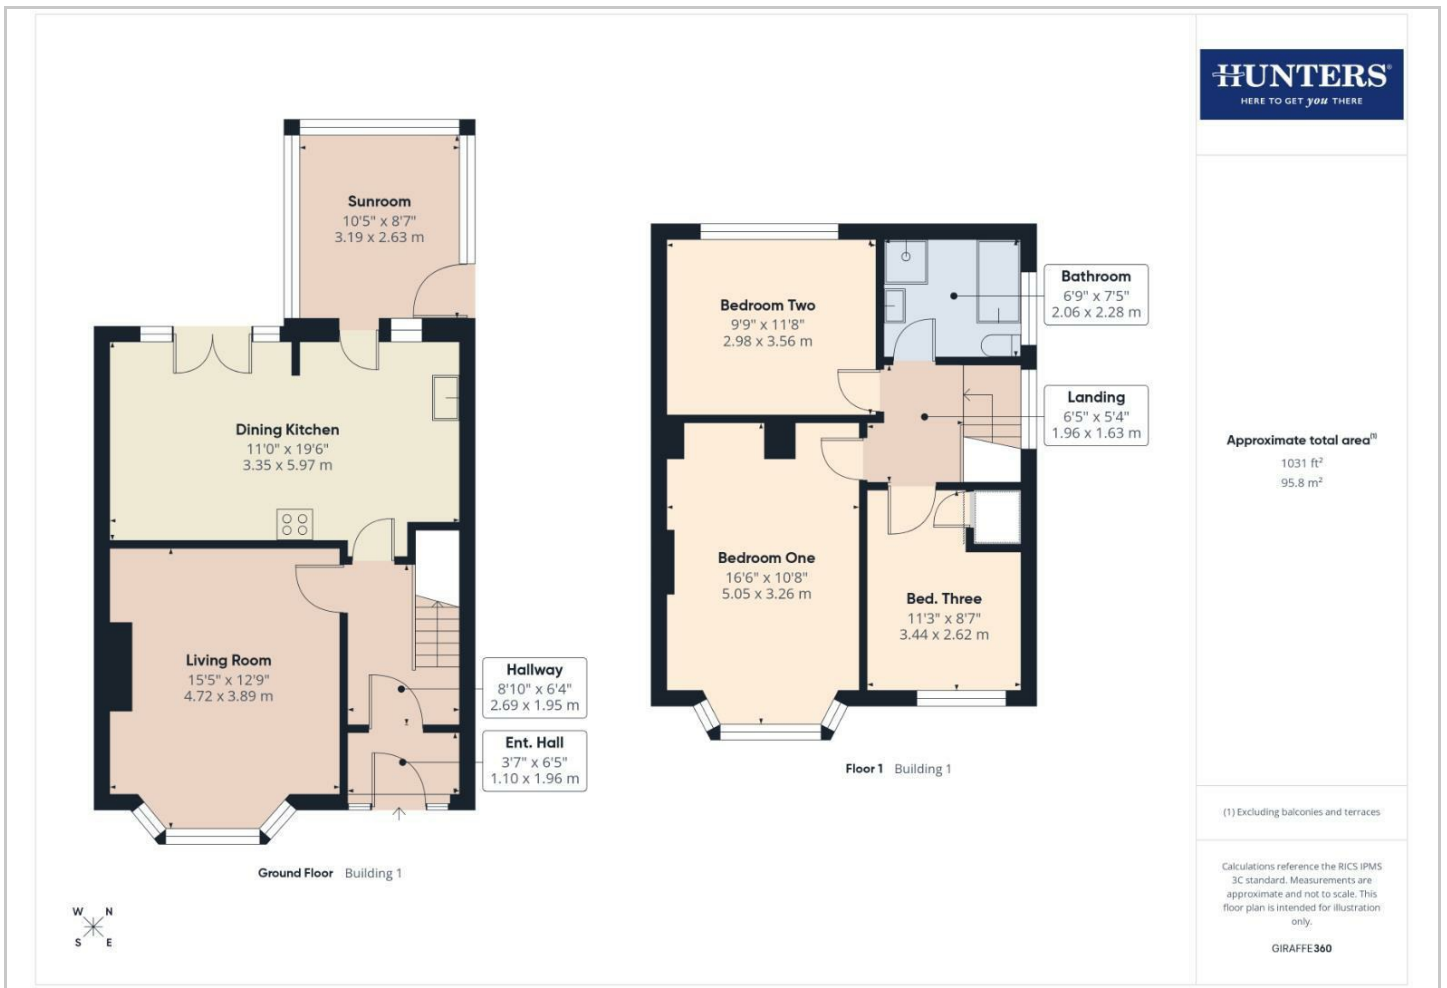 Sunroom
10'5" x 8'7"
3.19 x 2.63 m
Dining Kitchen
11'0" x 19'6"
3.35 x 5.97 m
Living Room
15'5" x 12'9"
4.72 x 3.89 m
Hallway
8'10" x 6'4"
2.69 x 1.95 m
Ent. Hall
3'7" x 6'5"
1.10 x 1.96 m
Ground Floor Building 1
W N
S E
Bedroom Two
9'9" x 11'8"
2.98 x 3.56 m
Bathroom
6'9" x 7'5"
2.06 x 2.28 m
Landing
6'5" x 5'4"
1.96 x 1.63 m
Bedroom One
16'6" x 10'8"
5.05 x 3.26 m
Bed. Three
11'3" x 8'7"
3.44 x 2.62 m
Floor 1 Building 1
HUNTERS®
HERE TO GET you THERE
Approximate total area⁽¹⁾
1031 ft²
95.8 m²
(1) Excluding balconies and terraces
Calculations reference the RICS IPMS
3C standard. Measurements are
approximate and not to scale. This
floor plan is intended for illustration
only.
GIRAFFE360